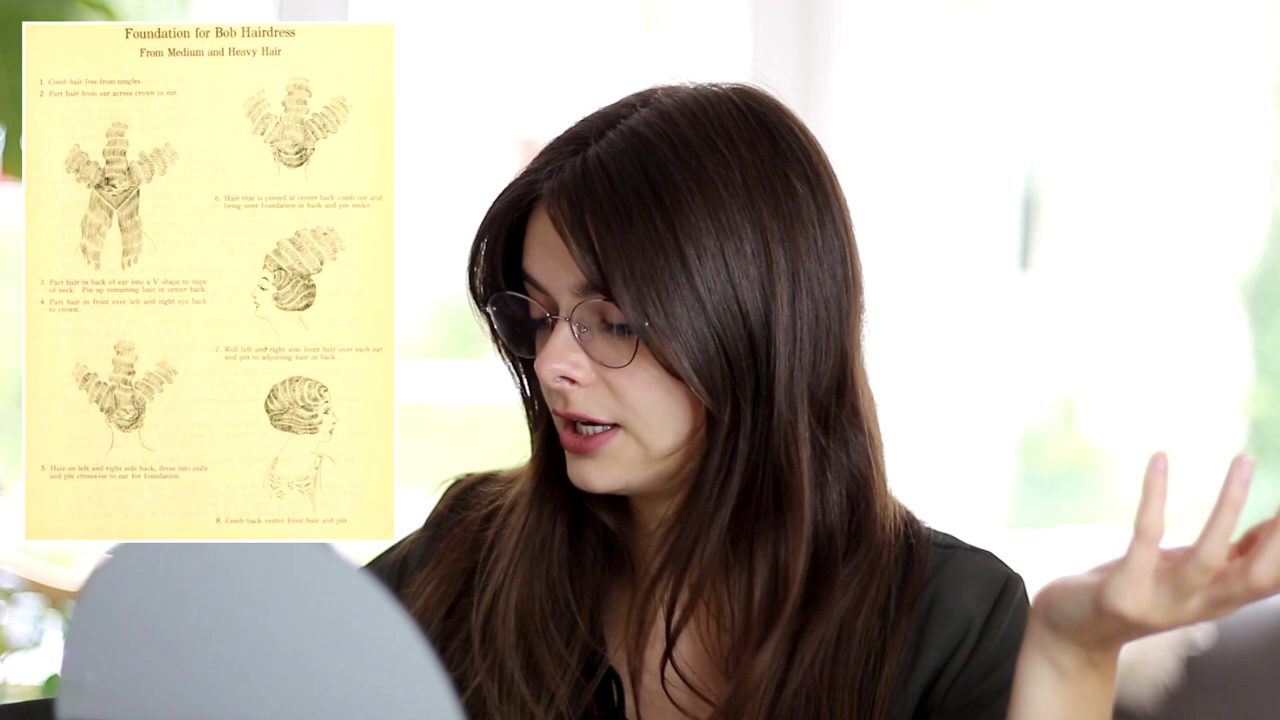 Foundation for Bob Hairdress
From Medium and Heavy Hair
1. Comb hair free from tangles.
2. Part hair from ear across crown to ear.
3. Part hair in back of ear into a V shape to nape
of neck. Pin up remaining hair in center back.
4. Part hair in front over left and right eye back
to crown.
5. Hair on left and right side back, dress into coils
and pin crosswise to ear for foundation.
6. Hair that is pinned at center back comb out and
bring over foundation in back and pin under.
7. Roll left and right side front hair over each ear
and pin to adjoining hair in back.
8. Comb back center front hair and pin.